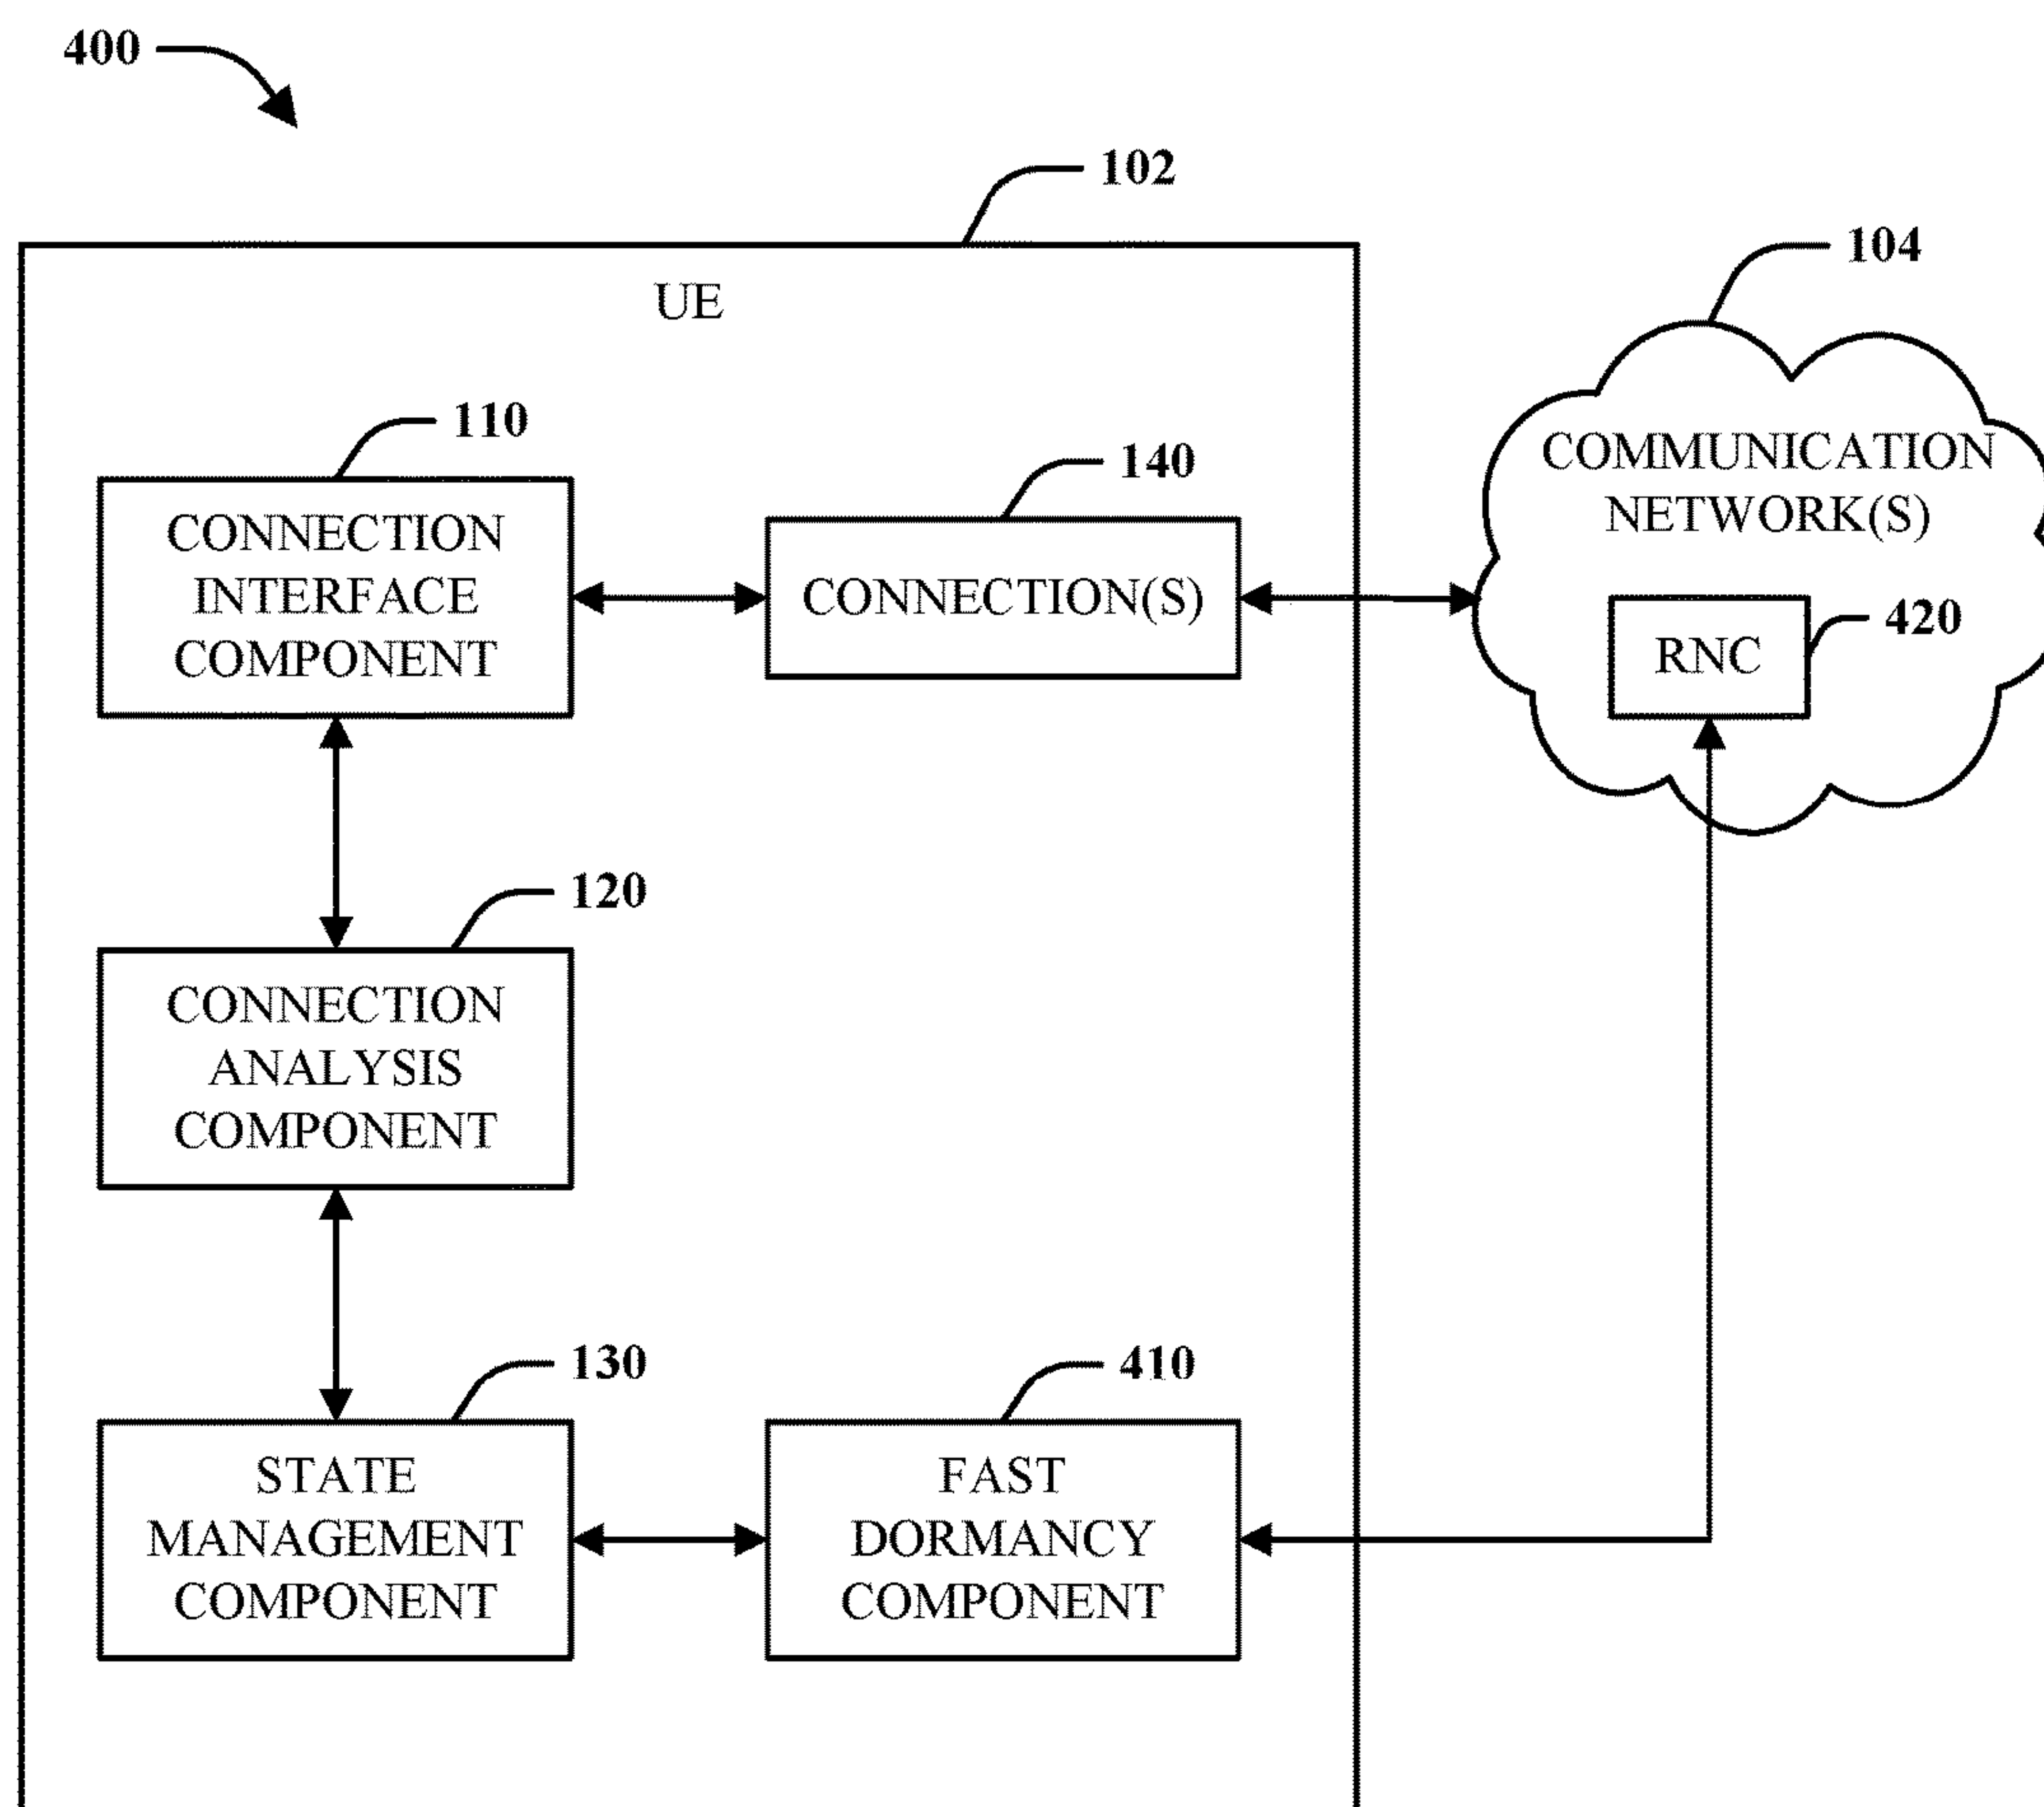 400
102
104
UE
110
140
COMMUNICATION
NETWORK(S)
CONNECTION
INTERFACE
COMPONENT
CONNECTION(S)
420
RNC
120
CONNECTION
ANALYSIS
COMPONENT
130
410
STATE
MANAGEMENT
COMPONENT
FAST
DORMANCY
COMPONENT